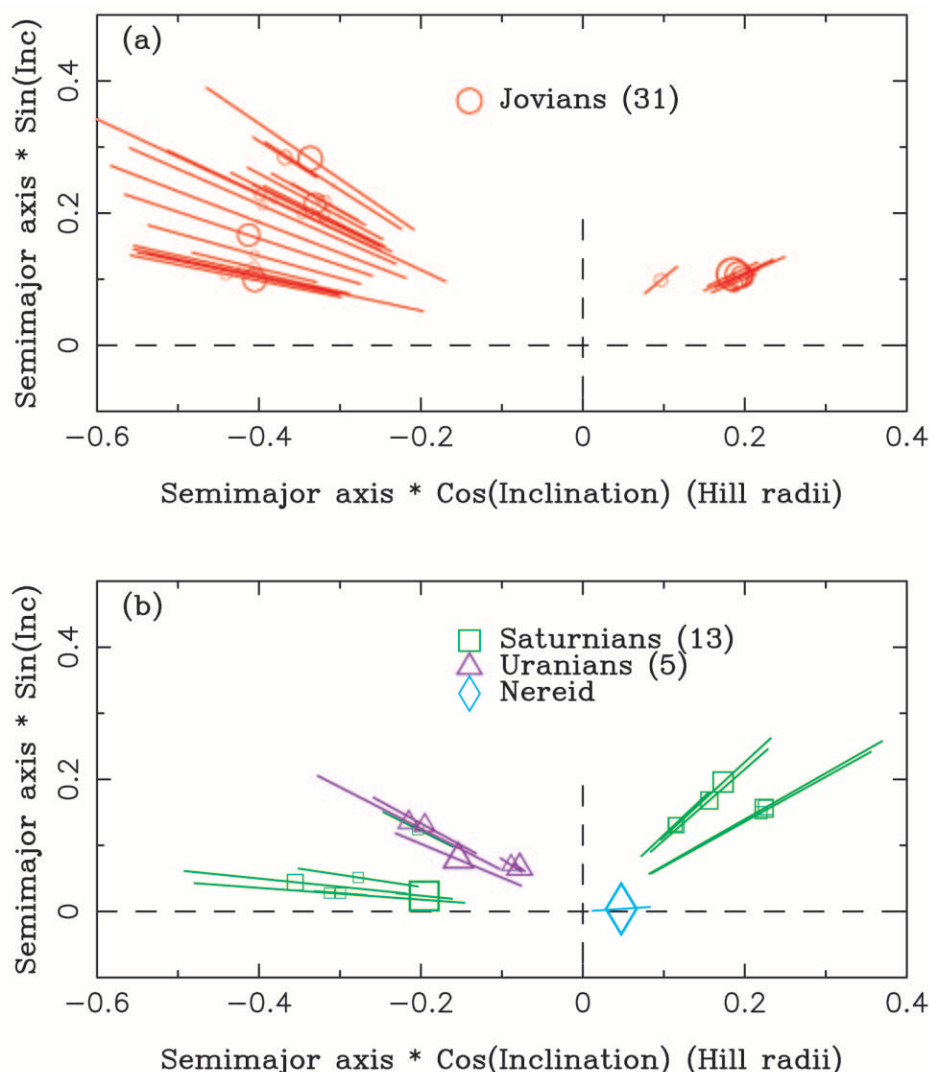 (a)
Jovians (31)
Semimajor axis * Sin(Inc)
0.4
0.2
0
−0.6 −0.4 −0.2 0 0.2 0.4
Semimajor axis * Cos(Inclination) (Hill radii)
(b)
Saturnians (13)
Uranians (5)
Nereid
Semimajor axis * Sin(Inc)
0.4
0.2
0
−0.6 −0.4 −0.2 0 0.2 0.4
Semimajor axis * Cos(Inclination) (Hill radii)